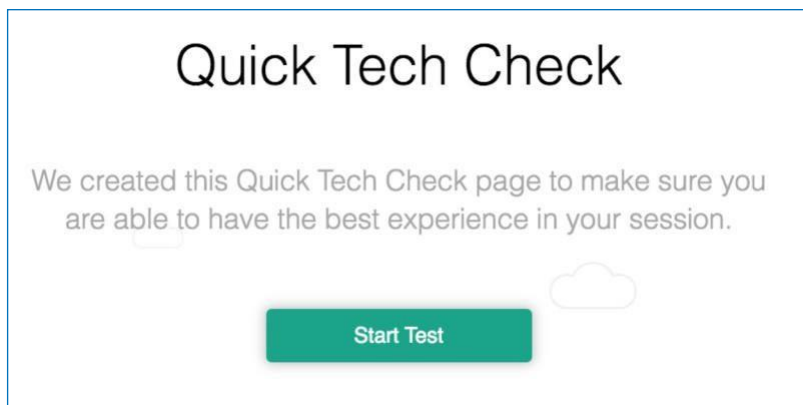 Quick Tech Check
We created this Quick Tech Check page to make sure you
are able to have the best experience in your session.
Start Test